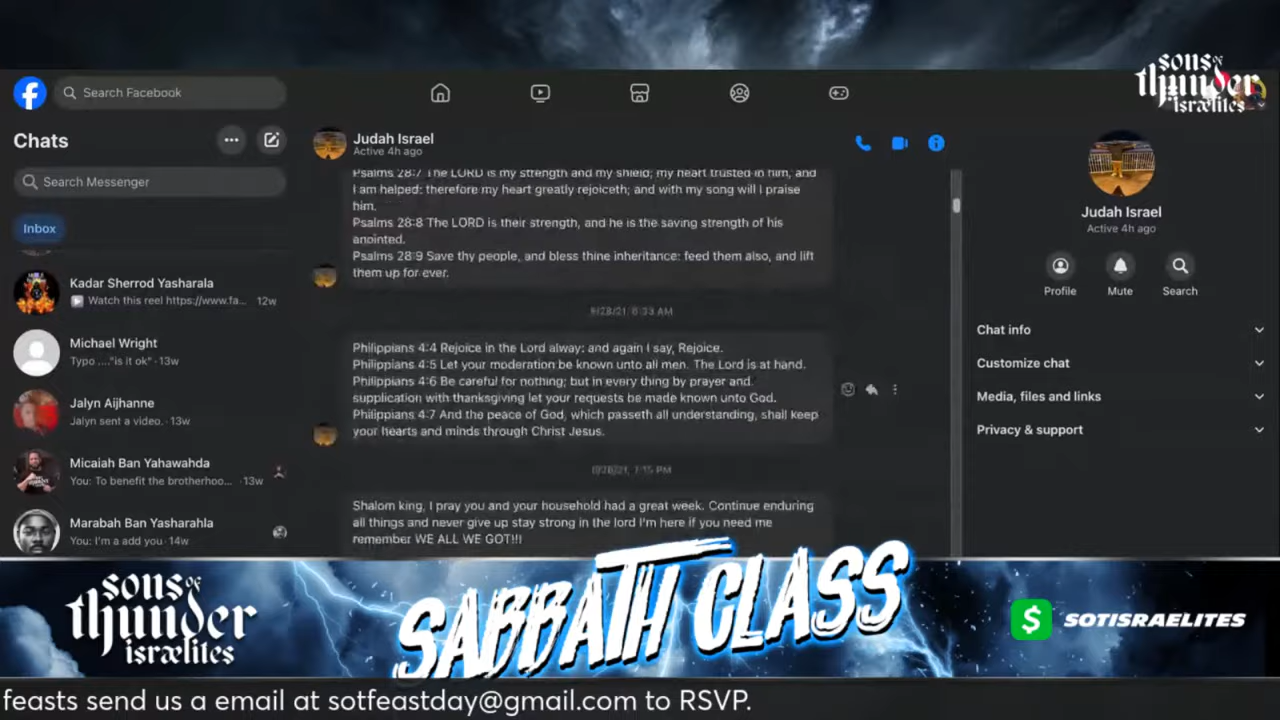 sons of
thunder
israelites
Search Facebook
Chats
Search Messenger
Inbox
Kadar Sherrod Yasharala
Watch this reel https://www.fa... 12w
Michael Wright
Typo ...."is it ok" · 13w
Jalyn Aijhanne
Jalyn sent a video. · 13w
Micaiah Ban Yahawahda
You: To benefit the brotherhoo... · 13w
Marabah Ban Yasharahla
You: I'm a add you · 14w
Judah Israel
Active 4h ago
Psalms 28:7 The LORD is my strength and my shield; my heart trusted in him, and
I am helped: therefore my heart greatly rejoiceth; and with my song will I praise
him.
Psalms 28:8 The LORD is their strength, and he is the saving strength of his
anointed.
Psalms 28:9 Save thy people, and bless thine inheritance: feed them also, and lift
them up for ever.
Philippians 4:4 Rejoice in the Lord alway: and again I say, Rejoice.
Philippians 4:5 Let your moderation be known unto all men. The Lord is at hand.
Philippians 4:6 Be careful for nothing; but in every thing by prayer and
supplication with thanksgiving let your requests be made known unto God.
Philippians 4:7 And the peace of God, which passeth all understanding, shall keep
your hearts and minds through Christ Jesus.
Shalom king, I pray you and your household had a great week. Continue enduring
all things and never give up stay strong in the lord I'm here if you need me
remember WE ALL WE GOT!!!
Judah Israel
Active 4h ago
Profile Mute Search
Chat info
Customize chat
Media, files and links
Privacy & support
sons of
thunder
israelites
SABBATH CLASS
$ SOTISRAELITES
feasts send us a email at sotfeastday@gmail.com to RSVP.